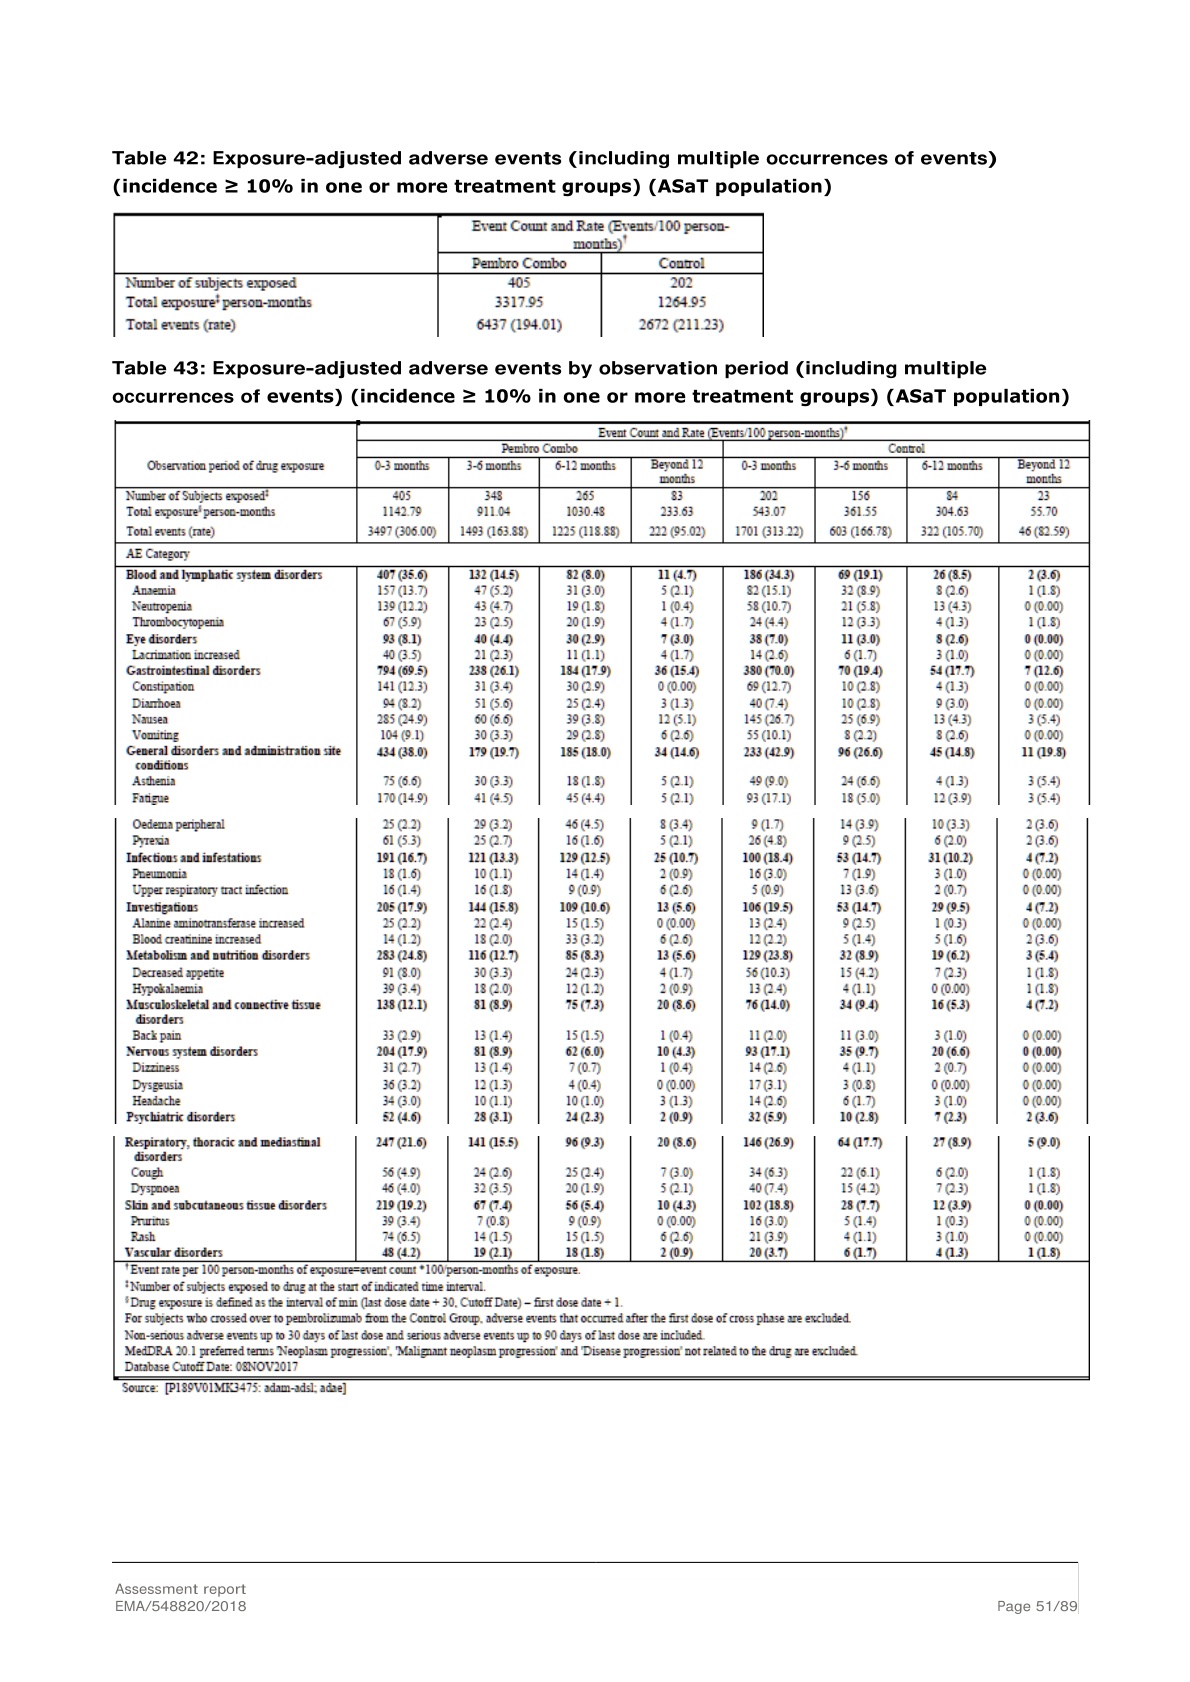 Table 42: Exposure-adjusted adverse events (including multiple occurrences of events)
(incidence ≥ 10% in one or more treatment groups) (ASaT population)
Event Count and Rate (Events/100 person-
months)†
Pembro Combo Control
Number of subjects exposed 405 202
Total exposure‡ person-months 3317.95 1264.95
Total events (rate) 6437 (194.01) 2672 (211.23)
Table 43: Exposure-adjusted adverse events by observation period (including multiple
occurrences of events) (incidence ≥ 10% in one or more treatment groups) (ASaT population)
Event Count and Rate (Events/100 person-months)†
Pembro Combo Control
Observation period of drug exposure 0-3 months 3-6 months 6-12 months Beyond 12 months 0-3 months 3-6 months 6-12 months Beyond 12 months
Number of Subjects exposed‡ 405 348 265 83 202 156 84 23
Total exposure§ person-months 1142.79 911.04 1030.48 233.63 543.07 361.55 304.63 55.70
Total events (rate) 3497 (306.00) 1493 (163.88) 1225 (118.88) 222 (95.02) 1701 (313.22) 603 (166.78) 322 (105.70) 46 (82.59)
AE Category
Blood and lymphatic system disorders 407 (35.6) 132 (14.5) 82 (8.0) 11 (4.7) 186 (34.3) 69 (19.1) 26 (8.5) 2 (3.6)
Anaemia 157 (13.7) 47 (5.2) 31 (3.0) 5 (2.1) 82 (15.1) 32 (8.9) 8 (2.6) 1 (1.8)
Neutropenia 139 (12.2) 43 (4.7) 19 (1.8) 1 (0.4) 58 (10.7) 21 (5.8) 13 (4.3) 0 (0.00)
Thrombocytopenia 67 (5.9) 23 (2.5) 20 (1.9) 4 (1.7) 24 (4.4) 12 (3.3) 4 (1.3) 1 (1.8)
Eye disorders 93 (8.1) 40 (4.4) 30 (2.9) 7 (3.0) 38 (7.0) 11 (3.0) 8 (2.6) 0 (0.00)
Lacrimation increased 40 (3.5) 21 (2.3) 11 (1.1) 4 (1.7) 14 (2.6) 6 (1.7) 3 (1.0) 0 (0.00)
Gastrointestinal disorders 794 (69.5) 238 (26.1) 184 (17.9) 36 (15.4) 380 (70.0) 70 (19.4) 54 (17.7) 7 (12.6)
Constipation 141 (12.3) 31 (3.4) 30 (2.9) 0 (0.00) 69 (12.7) 10 (2.8) 4 (1.3) 0 (0.00)
Diarrhoea 94 (8.2) 51 (5.6) 25 (2.4) 3 (1.3) 40 (7.4) 10 (2.8) 9 (3.0) 0 (0.00)
Nausea 285 (24.9) 60 (6.6) 39 (3.8) 12 (5.1) 145 (26.7) 25 (6.9) 13 (4.3) 3 (5.4)
Vomiting 104 (9.1) 30 (3.3) 29 (2.8) 6 (2.6) 55 (10.1) 8 (2.2) 8 (2.6) 0 (0.00)
General disorders and administration site 434 (38.0) 179 (19.7) 185 (18.0) 34 (14.6) 233 (42.9) 96 (26.6) 45 (14.8) 11 (19.8)
conditions
Asthenia 75 (6.6) 30 (3.3) 18 (1.8) 5 (2.1) 49 (9.0) 24 (6.6) 4 (1.3) 3 (5.4)
Fatigue 170 (14.9) 41 (4.5) 45 (4.4) 5 (2.1) 93 (17.1) 18 (5.0) 12 (3.9) 3 (5.4)
Oedema peripheral 25 (2.2) 29 (3.2) 46 (4.5) 8 (3.4) 9 (1.7) 14 (3.9) 10 (3.3) 2 (3.6)
Pyrexia 61 (5.3) 25 (2.7) 16 (1.6) 5 (2.1) 26 (4.8) 9 (2.5) 6 (2.0) 2 (3.6)
Infections and infestations 191 (16.7) 121 (13.3) 129 (12.5) 25 (10.7) 100 (18.4) 53 (14.7) 31 (10.2) 4 (7.2)
Pneumonia 18 (1.6) 10 (1.1) 14 (1.4) 2 (0.9) 16 (3.0) 7 (1.9) 3 (1.0) 0 (0.00)
Upper respiratory tract infection 16 (1.4) 16 (1.8) 9 (0.9) 6 (2.6) 5 (0.9) 13 (3.6) 2 (0.7) 0 (0.00)
Investigations 205 (17.9) 144 (15.8) 109 (10.6) 13 (5.6) 106 (19.5) 53 (14.7) 29 (9.5) 4 (7.2)
Alanine aminotransferase increased 25 (2.2) 22 (2.4) 15 (1.5) 0 (0.00) 13 (2.4) 9 (2.5) 1 (0.3) 0 (0.00)
Blood creatinine increased 14 (1.2) 18 (2.0) 33 (3.2) 6 (2.6) 12 (2.2) 5 (1.4) 5 (1.6) 2 (3.6)
Metabolism and nutrition disorders 283 (24.8) 116 (12.7) 85 (8.3) 13 (5.6) 129 (23.8) 32 (8.9) 19 (6.2) 3 (5.4)
Decreased appetite 91 (8.0) 30 (3.3) 24 (2.3) 4 (1.7) 56 (10.3) 15 (4.2) 7 (2.3) 1 (1.8)
Hypokalaemia 39 (3.4) 18 (2.0) 12 (1.2) 2 (0.9) 13 (2.4) 4 (1.1) 0 (0.00) 1 (1.8)
Musculoskeletal and connective tissue 138 (12.1) 81 (8.9) 75 (7.3) 20 (8.6) 76 (14.0) 34 (9.4) 16 (5.3) 4 (7.2)
disorders
Back pain 33 (2.9) 13 (1.4) 15 (1.5) 1 (0.4) 11 (2.0) 11 (3.0) 3 (1.0) 0 (0.00)
Nervous system disorders 204 (17.9) 81 (8.9) 62 (6.0) 10 (4.3) 93 (17.1) 35 (9.7) 20 (6.6) 0 (0.00)
Dizziness 31 (2.7) 13 (1.4) 7 (0.7) 1 (0.4) 14 (2.6) 4 (1.1) 2 (0.7) 0 (0.00)
Dysgeusia 36 (3.2) 12 (1.3) 4 (0.4) 0 (0.00) 17 (3.1) 3 (0.8) 0 (0.00) 0 (0.00)
Headache 34 (3.0) 10 (1.1) 10 (1.0) 3 (1.3) 14 (2.6) 6 (1.7) 3 (1.0) 0 (0.00)
Psychiatric disorders 52 (4.6) 28 (3.1) 24 (2.3) 2 (0.9) 32 (5.9) 10 (2.8) 7 (2.3) 2 (3.6)
Respiratory, thoracic and mediastinal 247 (21.6) 141 (15.5) 96 (9.3) 20 (8.6) 146 (26.9) 64 (17.7) 27 (8.9) 5 (9.0)
disorders
Cough 56 (4.9) 24 (2.6) 25 (2.4) 7 (3.0) 34 (6.3) 22 (6.1) 6 (2.0) 1 (1.8)
Dyspnoea 46 (4.0) 32 (3.5) 20 (1.9) 5 (2.1) 40 (7.4) 15 (4.2) 7 (2.3) 1 (1.8)
Skin and subcutaneous tissue disorders 219 (19.2) 67 (7.4) 56 (5.4) 10 (4.3) 102 (18.8) 28 (7.7) 12 (3.9) 0 (0.00)
Pruritus 39 (3.4) 7 (0.8) 9 (0.9) 0 (0.00) 16 (3.0) 5 (1.4) 1 (0.3) 0 (0.00)
Rash 74 (6.5) 14 (1.5) 15 (1.5) 6 (2.6) 21 (3.9) 4 (1.1) 3 (1.0) 0 (0.00)
Vascular disorders 48 (4.2) 19 (2.1) 18 (1.8) 2 (0.9) 20 (3.7) 6 (1.7) 4 (1.3) 1 (1.8)
†Event rate per 100 person-months of exposure=event count *100/person-months of exposure.
‡Number of subjects exposed to drug at the start of indicated time interval.
§Drug exposure is defined as the interval of min (last dose date + 30, Cutoff Date) – first dose date + 1.
For subjects who crossed over to pembrolizumab from the Control Group, adverse events that occurred after the first dose of cross phase are excluded.
Non-serious adverse events up to 30 days of last dose and serious adverse events up to 90 days of last dose are included.
MedDRA 20.1 preferred terms 'Neoplasm progression', 'Malignant neoplasm progression' and 'Disease progression' not related to the drug are excluded.
Database Cutoff Date: 08NOV2017
Source: [P189V01MK3475: adam-adsl; adae]
Assessment report
EMA/548820/2018 Page 51/89